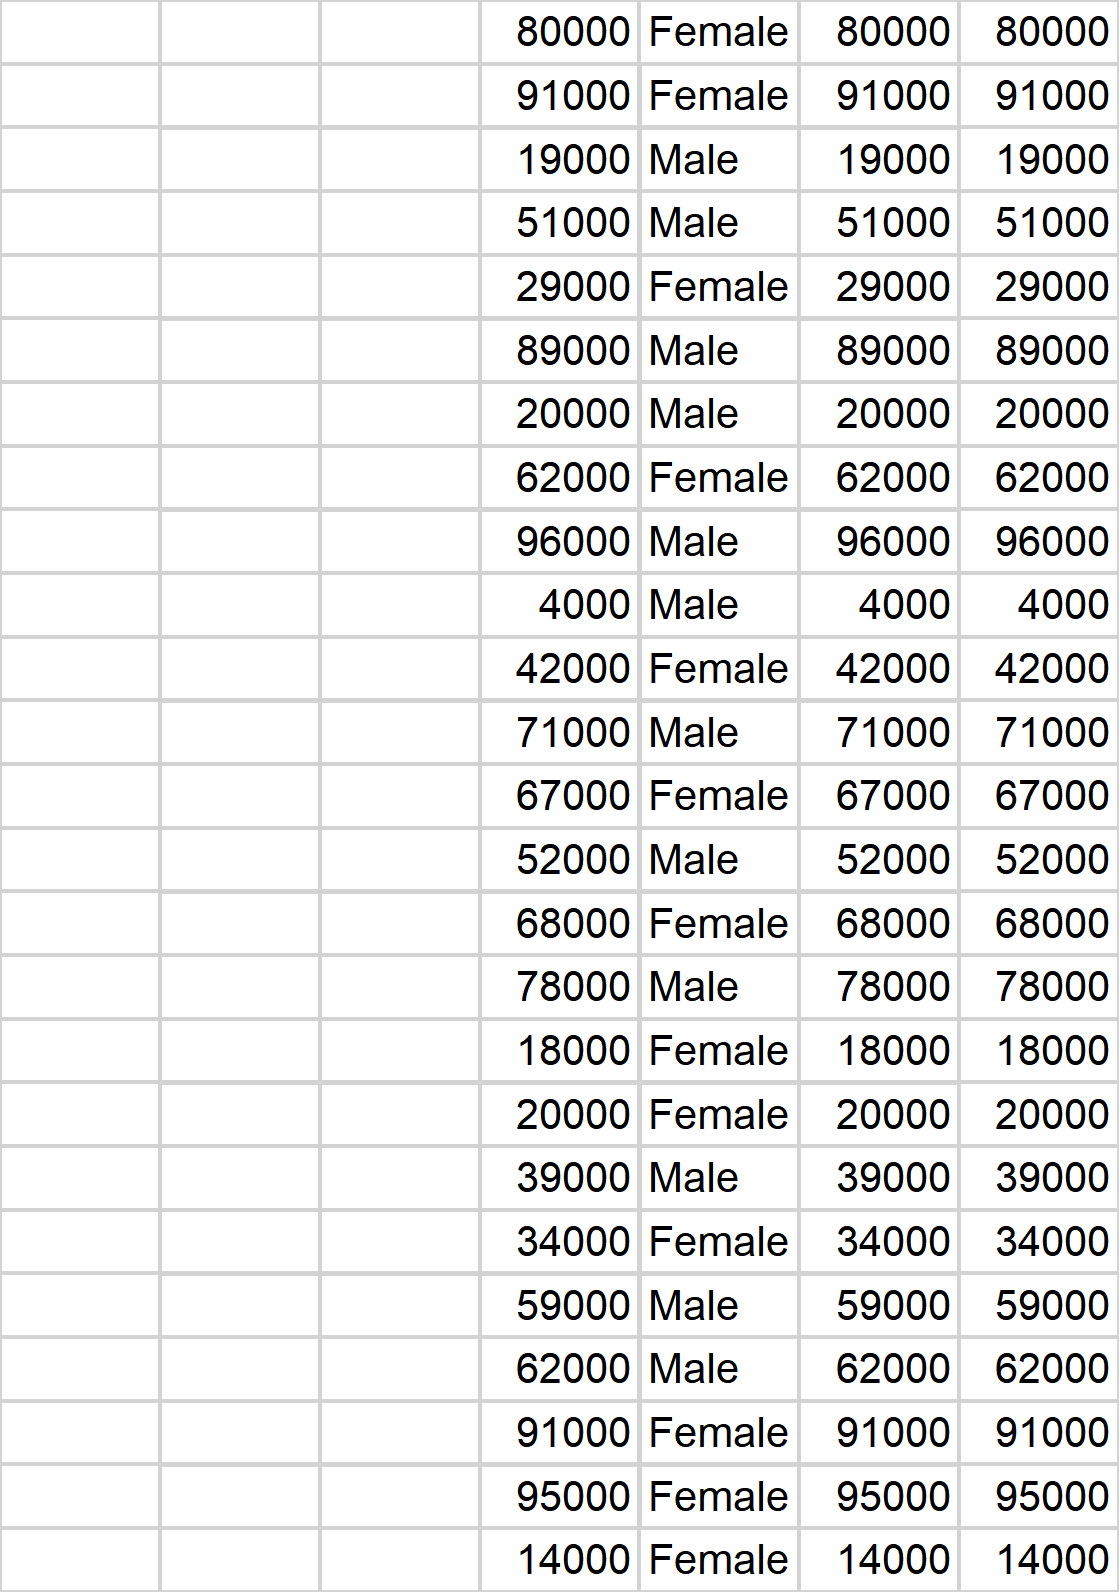 80000 Female 80000 80000
91000 Female 91000 91000
19000 Male 19000 19000
51000 Male 51000 51000
29000 Female 29000 29000
89000 Male 89000 89000
20000 Male 20000 20000
62000 Female 62000 62000
96000 Male 96000 96000
4000 Male 4000 4000
42000 Female 42000 42000
71000 Male 71000 71000
67000 Female 67000 67000
52000 Male 52000 52000
68000 Female 68000 68000
78000 Male 78000 78000
18000 Female 18000 18000
20000 Female 20000 20000
39000 Male 39000 39000
34000 Female 34000 34000
59000 Male 59000 59000
62000 Male 62000 62000
91000 Female 91000 91000
95000 Female 95000 95000
14000 Female 14000 14000